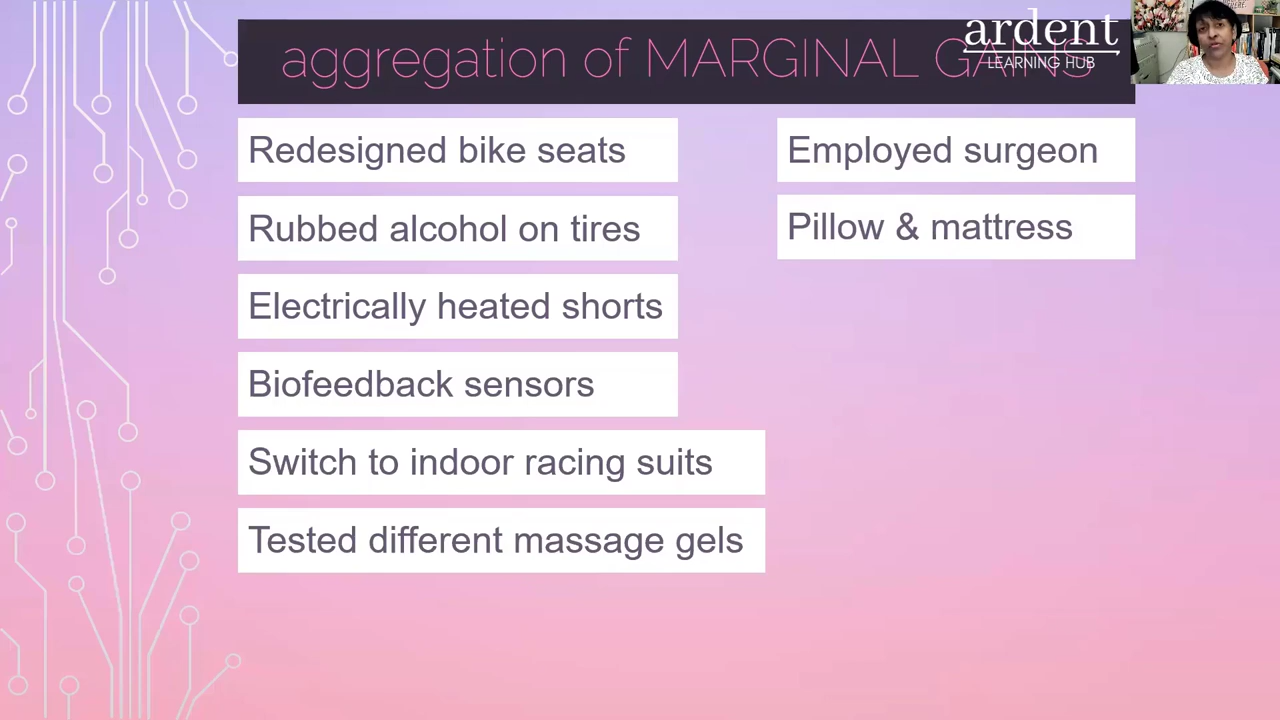 aggregation of MARGINAL GAINS
ardent
LEARNING HUB
Redesigned bike seats
Rubbed alcohol on tires
Electrically heated shorts
Biofeedback sensors
Switch to indoor racing suits
Tested different massage gels
Employed surgeon
Pillow & mattress